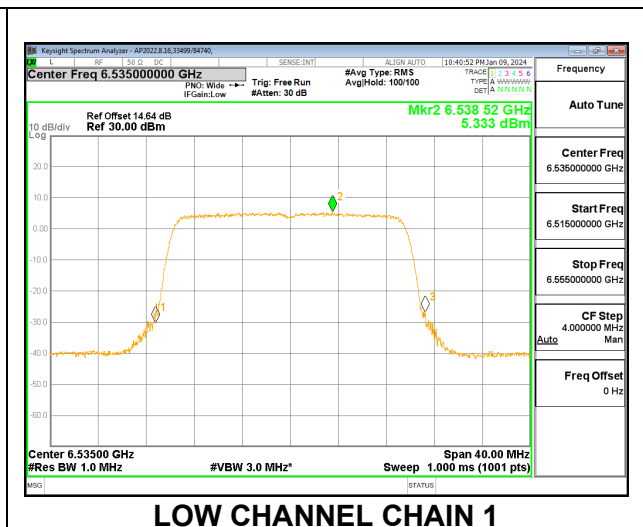 Keysight Spectrum Analyzer - AP2022.8.16,33499/84740,
L RF 50 Ω DC SENSE:INT ALIGN AUTO 10:40:52 PM Jan 09, 2024
Center Freq 6.535000000 GHz
PNO: Wide
IFGain:Low
Trig: Free Run
#Atten: 30 dB
#Avg Type: RMS
Avg|Hold: 100/100
TRACE 1 2 3 4 5 6
TYPE A WWWWW
DET A N N N N N
Frequency
Auto Tune
Center Freq
6.535000000 GHz
Start Freq
6.515000000 GHz
Stop Freq
6.555000000 GHz
CF Step
4.000000 MHz
Auto Man
Freq Offset
0 Hz
Mkr2 6.538 52 GHz
5.333 dBm
Ref Offset 14.64 dB
10 dB/div Ref 30.00 dBm
Log
20.0
10.0
2
0.00
-10.0
-20.0
1
3
-30.0
-40.0
-50.0
-60.0
Center 6.53500 GHz Span 40.00 MHz
#Res BW 1.0 MHz #VBW 3.0 MHz* Sweep 1.000 ms (1001 pts)
MSG STATUS
LOW CHANNEL CHAIN 1